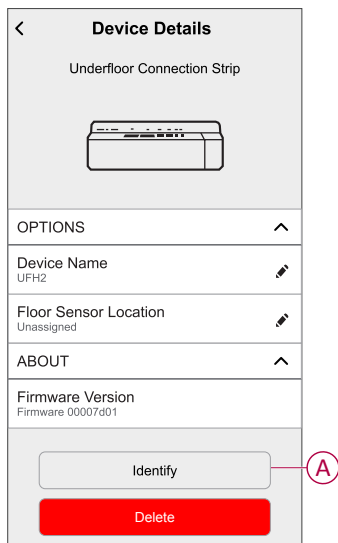 Device Details
Underfloor Connection Strip
OPTIONS
Device Name
UFH2
Floor Sensor Location
Unassigned
ABOUT
Firmware Version
Firmware 00007d01
Identify
A
Delete